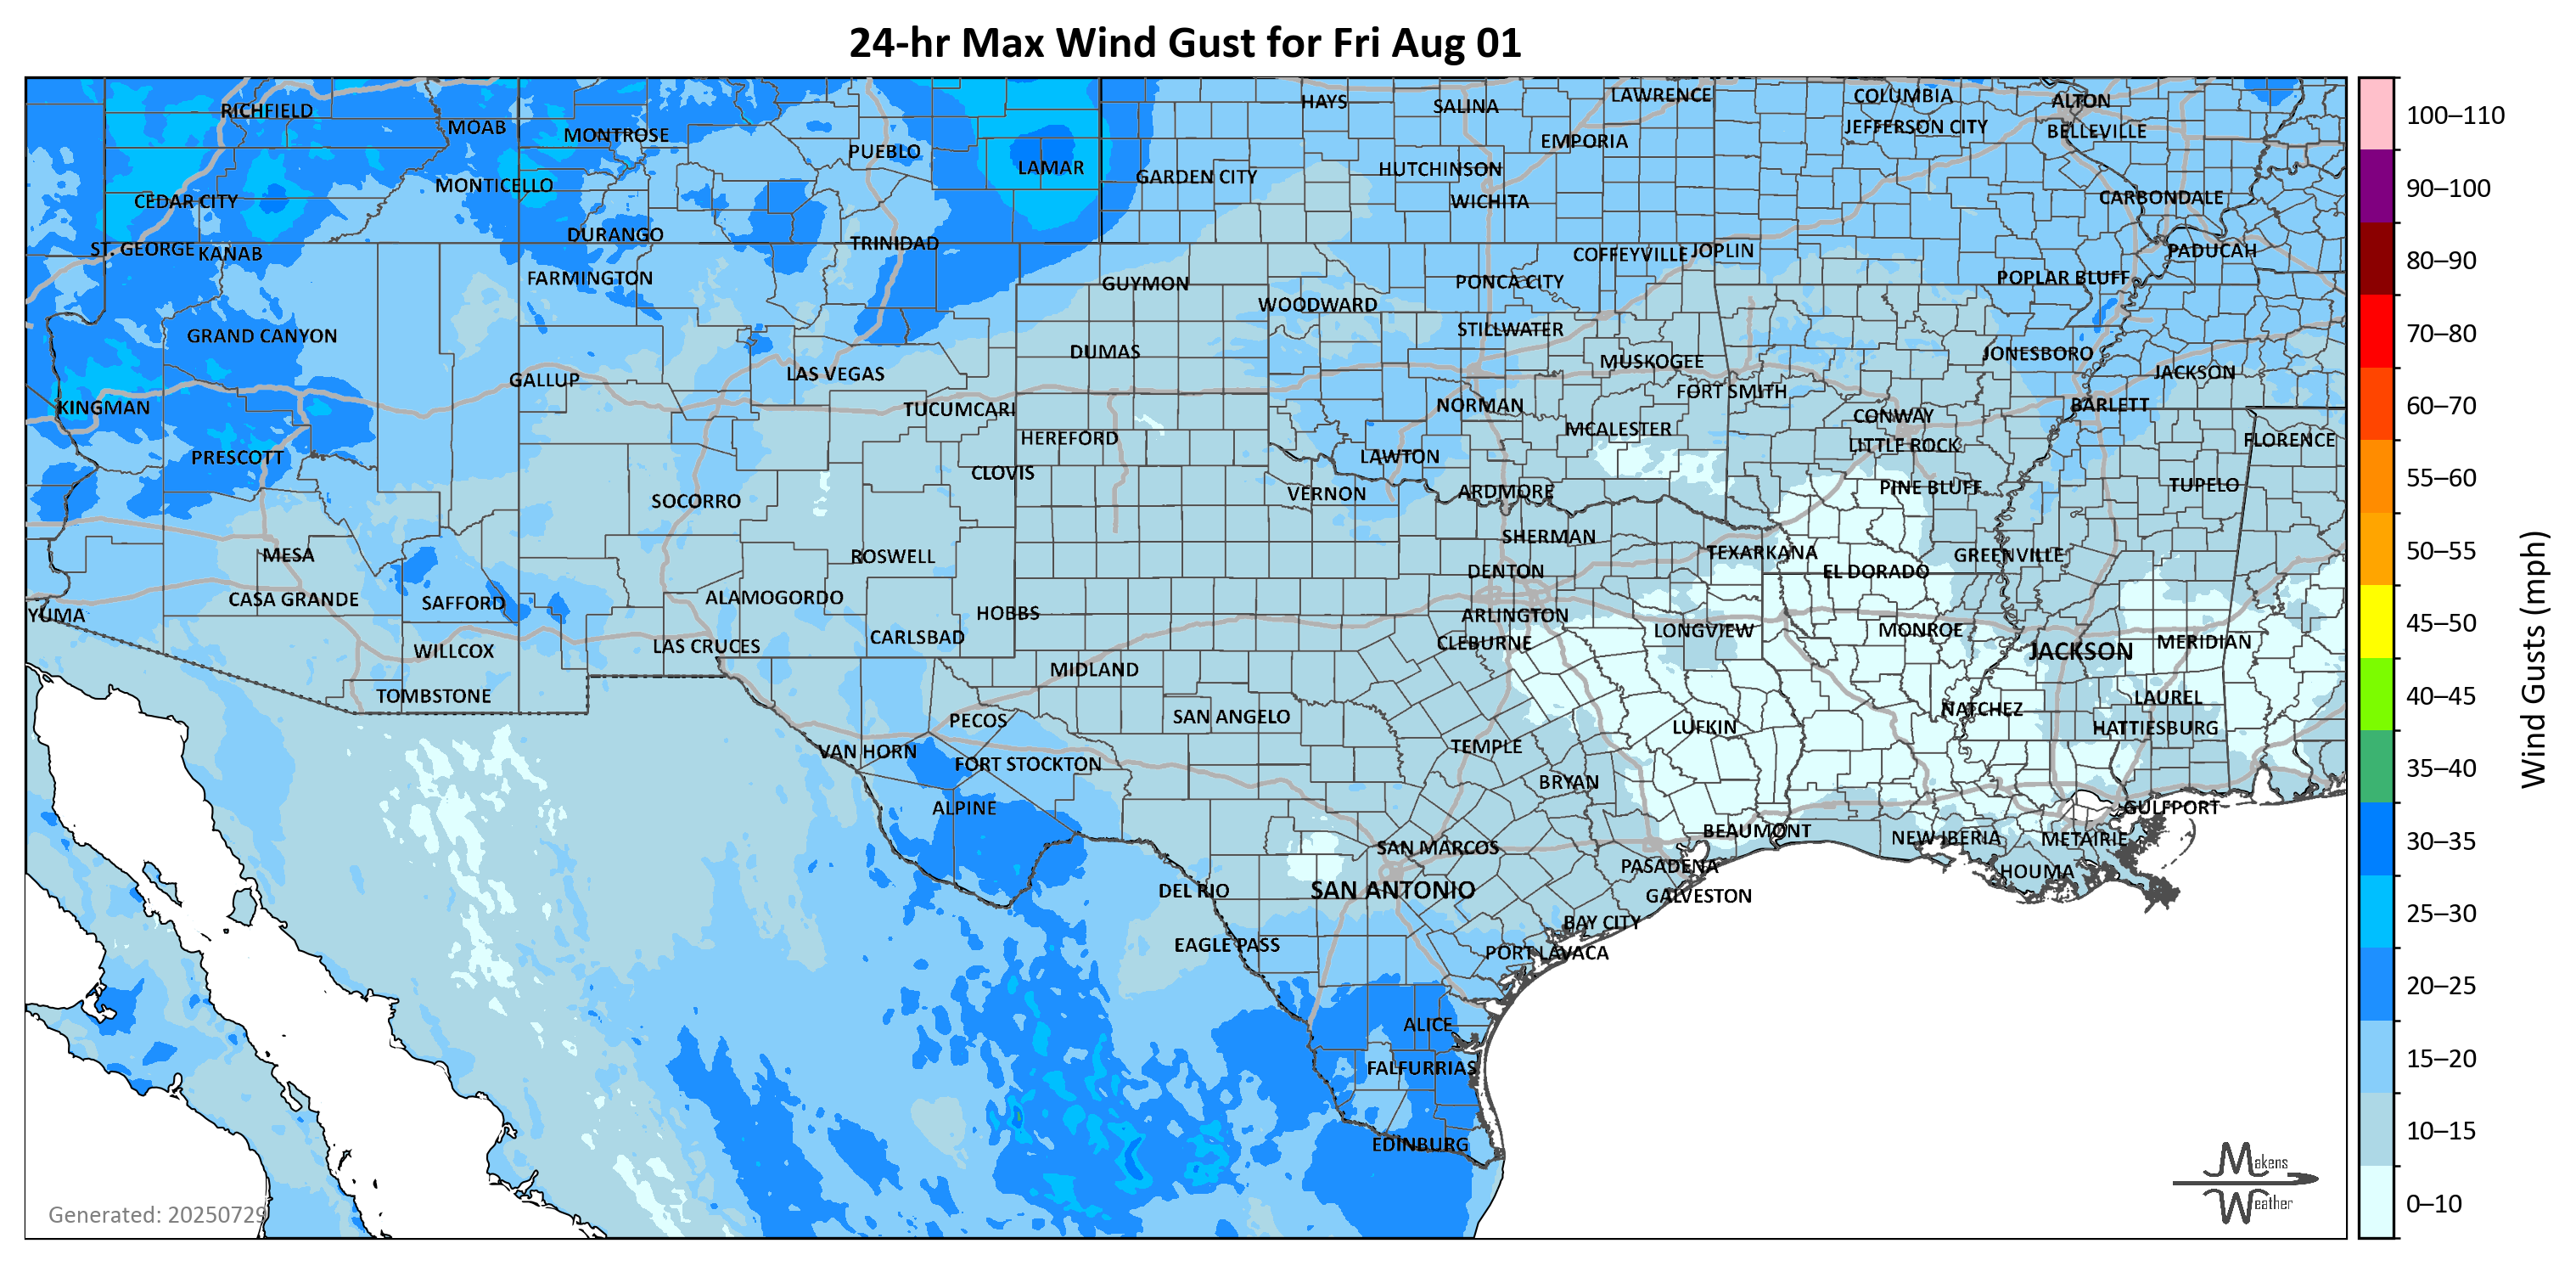 24-hr Max Wind Gust for Fri Aug 01
RICHFIELD
MOAB
MONTROSE
PUEBLO
LAMAR
HAYS
SALINA
LAWRENCE
COLUMBIA
ALTON
JEFFERSON CITY
BELLEVILLE
EMPORIA
GARDEN CITY
HUTCHINSON
WICHITA
CARBONDALE
MONTICELLO
CEDAR CITY
DURANGO
TRINIDAD
ST. GEORGE
KANAB
FARMINGTON
GUYMON
WOODWARD
PONCA CITY
COFFEYVILLE
JOPLIN
POPLAR BLUFF
PADUCAH
GRAND CANYON
STILLWATER
DUMAS
MUSKOGEE
JONESBORO
JACKSON
GALLUP
LAS VEGAS
FORT SMITH
KINGMAN
TUCUMCARI
NORMAN
CONWAY
BARLETT
HEREFORD
MCALESTER
LITTLE ROCK
FLORENCE
PRESCOTT
CLOVIS
LAWTON
SOCORRO
VERNON
ARDMORE
PINE BLUFF
TUPELO
MESA
ROSWELL
SHERMAN
TEXARKANA
GREENVILLE
DENTON
EL DORADO
CASA GRANDE
SAFFORD
ALAMOGORDO
HOBBS
ARLINGTON
YUMA
CARLSBAD
CLEBURNE
LONGVIEW
MONROE
JACKSON
MERIDIAN
WILLCOX
LAS CRUCES
MIDLAND
TOMBSTONE
LAUREL
PECOS
SAN ANGELO
NATCHEZ
HATTIESBURG
LUFKIN
VAN HORN
FORT STOCKTON
TEMPLE
BRYAN
ALPINE
GULFPORT
BEAUMONT
NEW IBERIA
METAIRIE
SAN MARCOS
PASADENA
HOUMA
DEL RIO
SAN ANTONIO
GALVESTON
BAY CITY
EAGLE PASS
PORT LAVACA
ALICE
FALFURRIAS
EDINBURG
Generated: 20250729
Makens
Weather
100–110
90–100
80–90
70–80
60–70
55–60
50–55
45–50
40–45
35–40
30–35
25–30
20–25
15–20
10–15
0–10
Wind Gusts (mph)